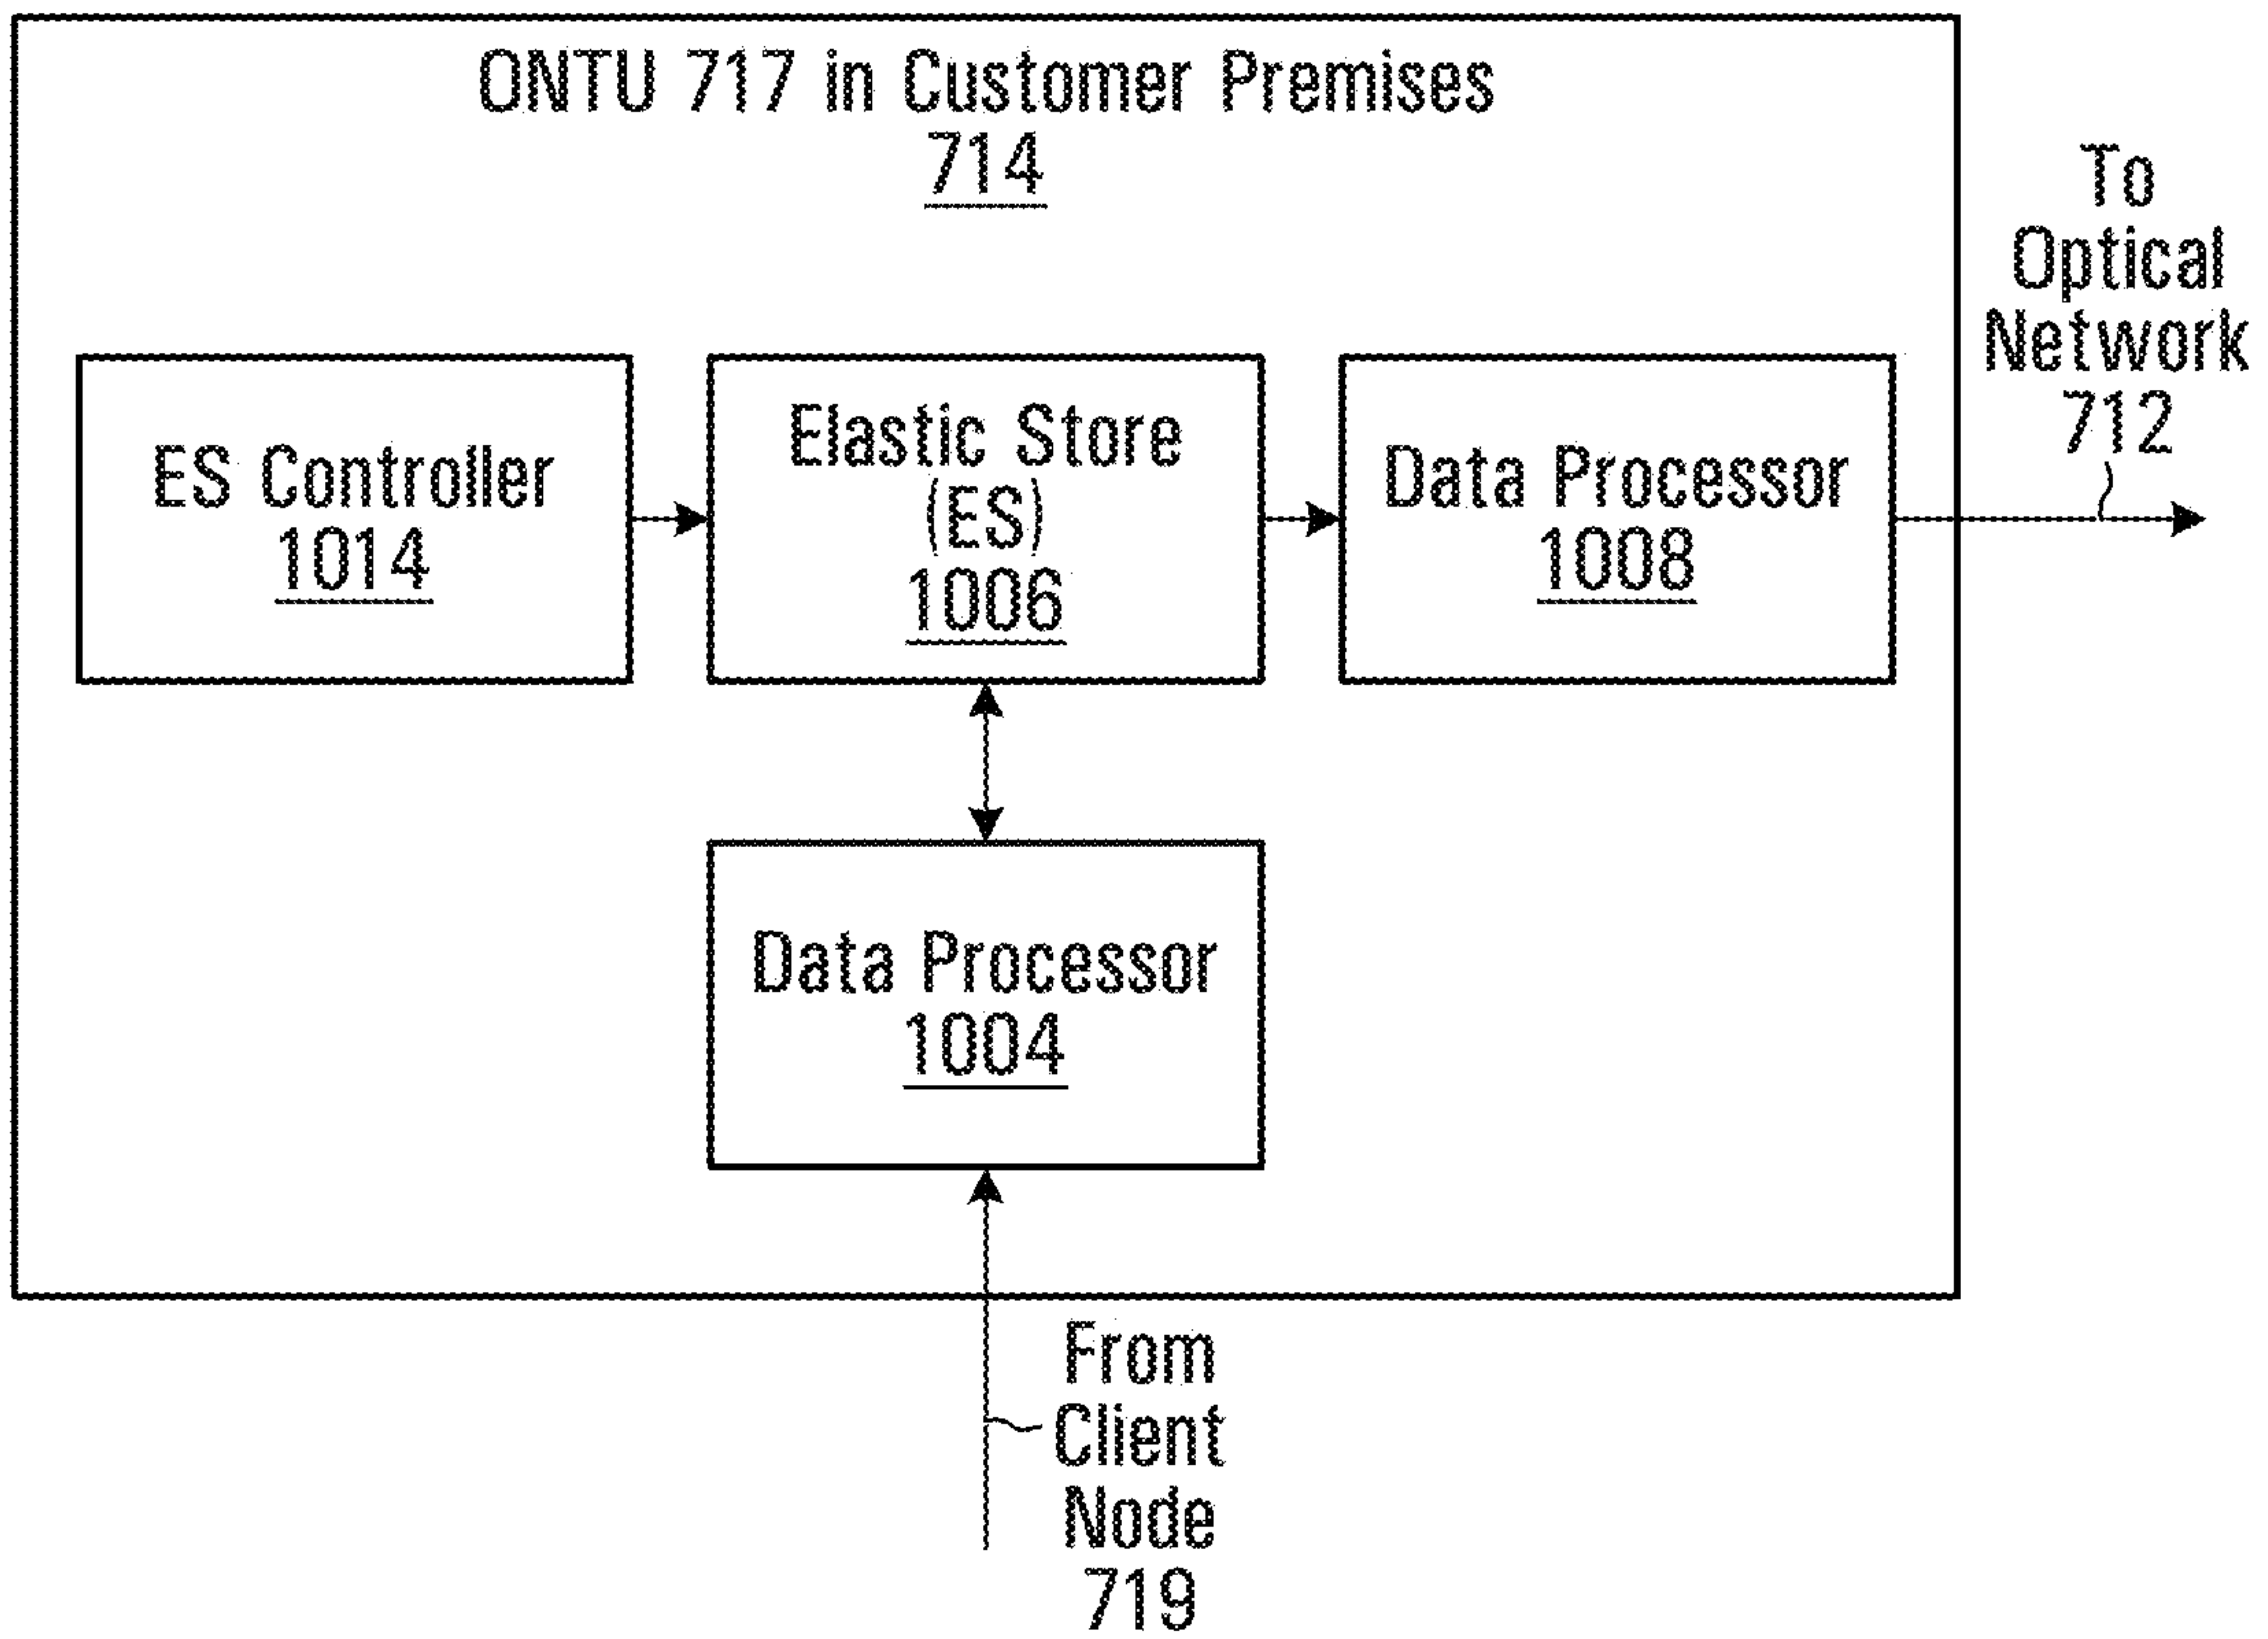 ONTU 717 in Customer Premises
714
To
Optical
Network
712
ES Controller
1014
Elastic Store
(ES)
1006
Data Processor
1008
Data Processor
1004
From
Client
Node
719